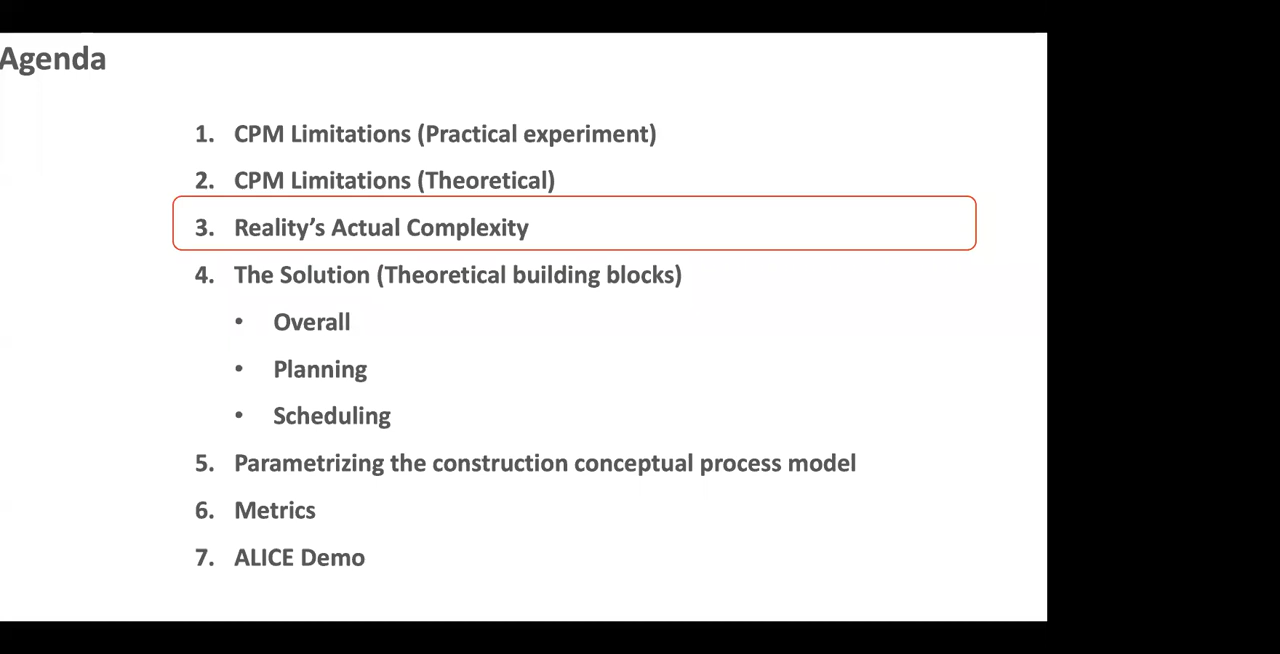 Agenda
1. CPM Limitations (Practical experiment)
2. CPM Limitations (Theoretical)
3. Reality’s Actual Complexity
4. The Solution (Theoretical building blocks)
• Overall
• Planning
• Scheduling
5. Parametrizing the construction conceptual process model
6. Metrics
7. ALICE Demo